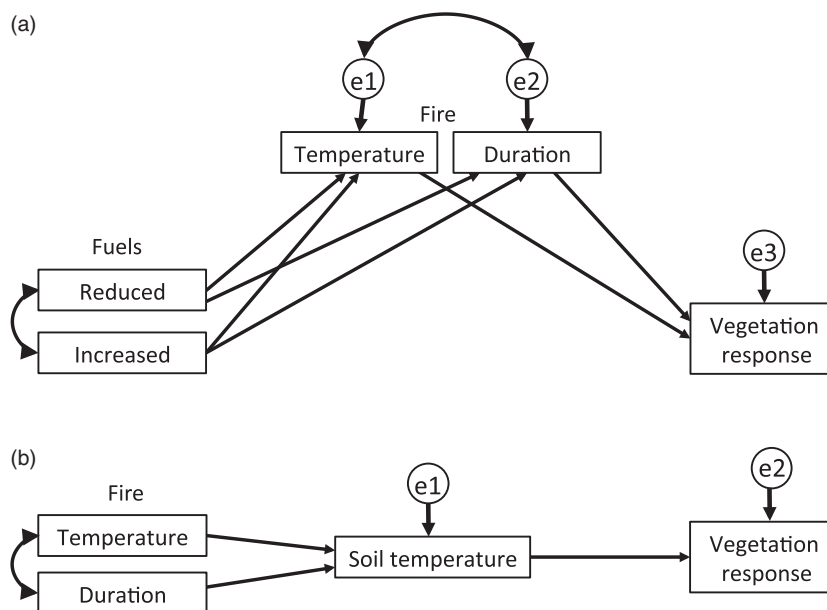 (a)
e1
e2
Fire
Temperature
Duration
Fuels
Reduced
Increased
e3
Vegetation
response
(b)
Fire
Temperature
Duration
e1
Soil temperature
e2
Vegetation
response